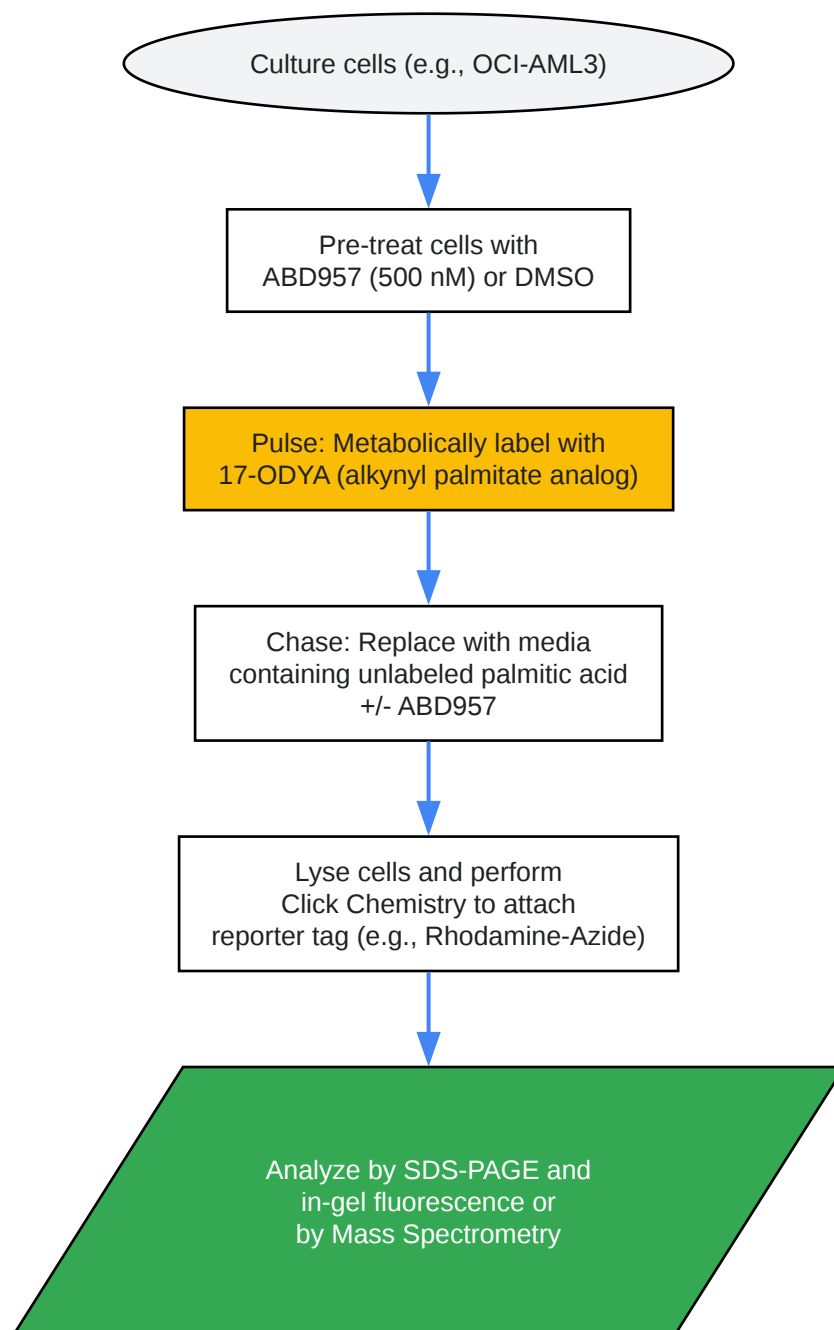 Culture cells (e.g., OCI-AML3)
Pre-treat cells with
ABD957 (500 nM) or DMSO
Pulse: Metabolically label with
17-ODYA (alkynyl palmitate analog)
Chase: Replace with media
containing unlabeled palmitic acid
+/- ABD957
Lyse cells and perform
Click Chemistry to attach
reporter tag (e.g., Rhodamine-Azide)
Analyze by SDS-PAGE and
in-gel fluorescence or
by Mass Spectrometry